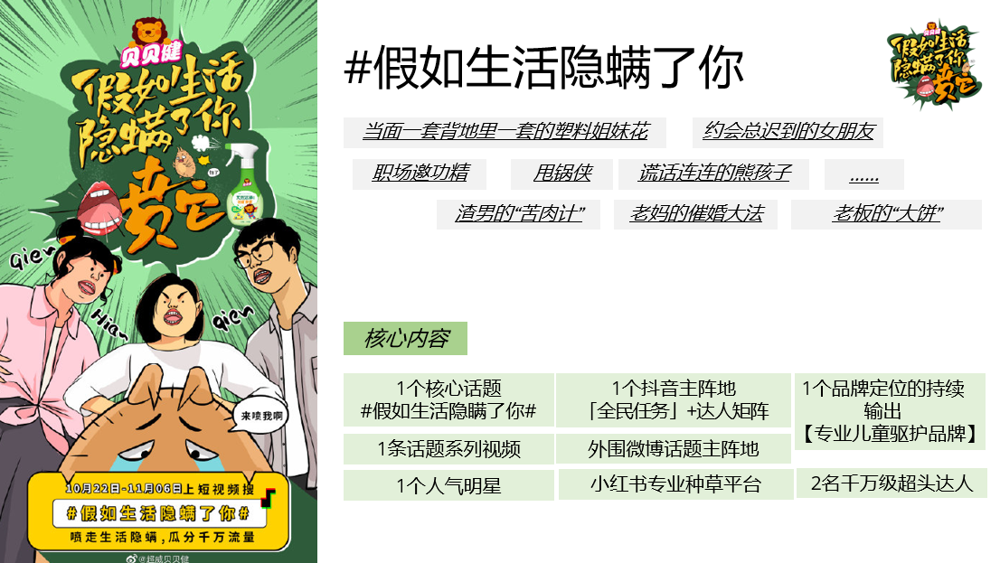 贝贝健
假如生活
隐螨了你
喷它
qien
Hian
qien
来喷我啊
10月22日-11月06日上短视频搜
#假如生活隐螨了你#
喷走生活隐螨,瓜分千万流量
@超威贝贝健
#假如生活隐螨了你
贝贝健
假如生活
隐螨了你
喷它
当面一套背地里一套的塑料姐妹花
约会总迟到的女朋友
职场邀功精
甩锅侠
谎话连连的熊孩子
……
渣男的“苦肉计”
老妈的催婚大法
老板的“大饼”
核心内容
1个核心话题
#假如生活隐瞒了你#
1个抖音主阵地
「全民任务」+达人矩阵
1个品牌定位的持续
输出
【专业儿童驱护品牌】
1条话题系列视频
外围微博话题主阵地
1个人气明星
小红书专业种草平台
2名千万级超头达人